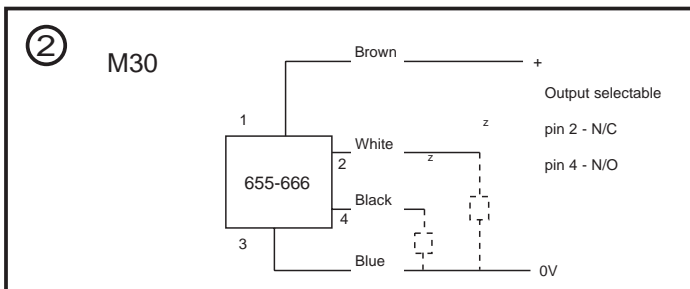 2
M30
Brown
+
Output selectable
1
z
pin 2 - N/C
White
z
2
pin 4 - N/O
655-666
Black
4
3
Blue
0V